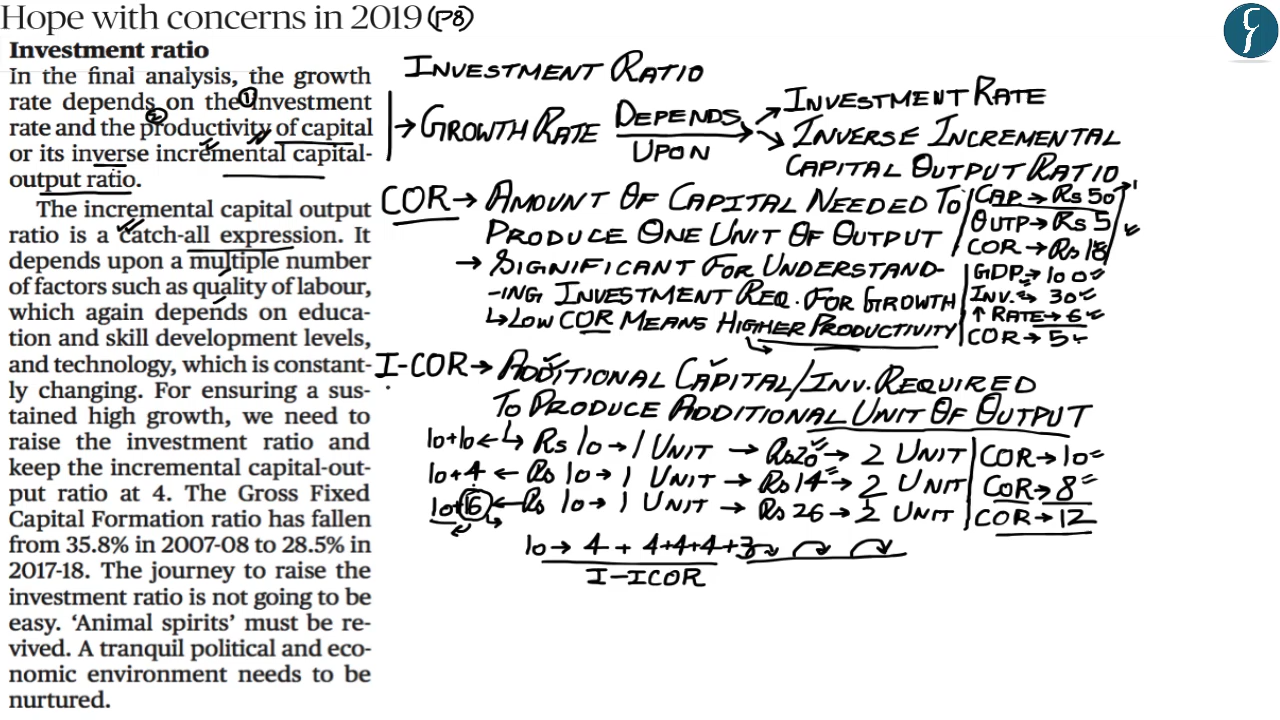 Hope with concerns in 2019 (P8)
Investment ratio
In the final analysis, the growth
rate depends on the ① investment
rate and the ② productivity of capital
or its inverse incremental capital-
output ratio.
The incremental capital output
ratio is a catch-all expression. It
depends upon a multiple number
of factors such as quality of labour,
which again depends on educa-
tion and skill development levels,
and technology, which is constant-
ly changing. For ensuring a sus-
tained high growth, we need to
raise the investment ratio and
keep the incremental capital-out-
put ratio at 4. The Gross Fixed
Capital Formation ratio has fallen
from 35.8% in 2007-08 to 28.5% in
2017-18. The journey to raise the
investment ratio is not going to be
easy. ‘Animal spirits’ must be re-
vived. A tranquil political and eco-
nomic environment needs to be
nurtured.
INVESTMENT RATIO
→ GROWTH RATE DEPENDS UPON → INVESTMENT RATE
↘ INVERSE INCREMENTAL
CAPITAL OUTPUT RATIO
COR → AMOUNT OF CAPITAL NEEDED TO
PRODUCE ONE UNIT OF OUTPUT
→ SIGNIFICANT FOR UNDERSTAND-
-ING INVESTMENT REQ. FOR GROWTH
↳ LOW COR MEANS HIGHER PRODUCTIVITY
CAP → Rs 50
OUTP → Rs 5
COR → Rs
GDP → 100
INV. → 30
↑ RATE → 6
COR → 5
I-COR → ADDITIONAL CAPITAL/INV. REQUIRED
TO PRODUCE ADDITIONAL UNIT OF OUTPUT
10+10 ← ↳ Rs 10 → 1 UNIT → Rs 20 → 2 UNIT | COR → 10
10+4 ← Rs 10 → 1 UNIT → Rs 14 → 2 UNIT | COR → 8
10+16 ← Rs 10 → 1 UNIT → Rs 26 → 2 UNIT | COR → 12
10 → 4 + 4+4+4+3
I-ICOR